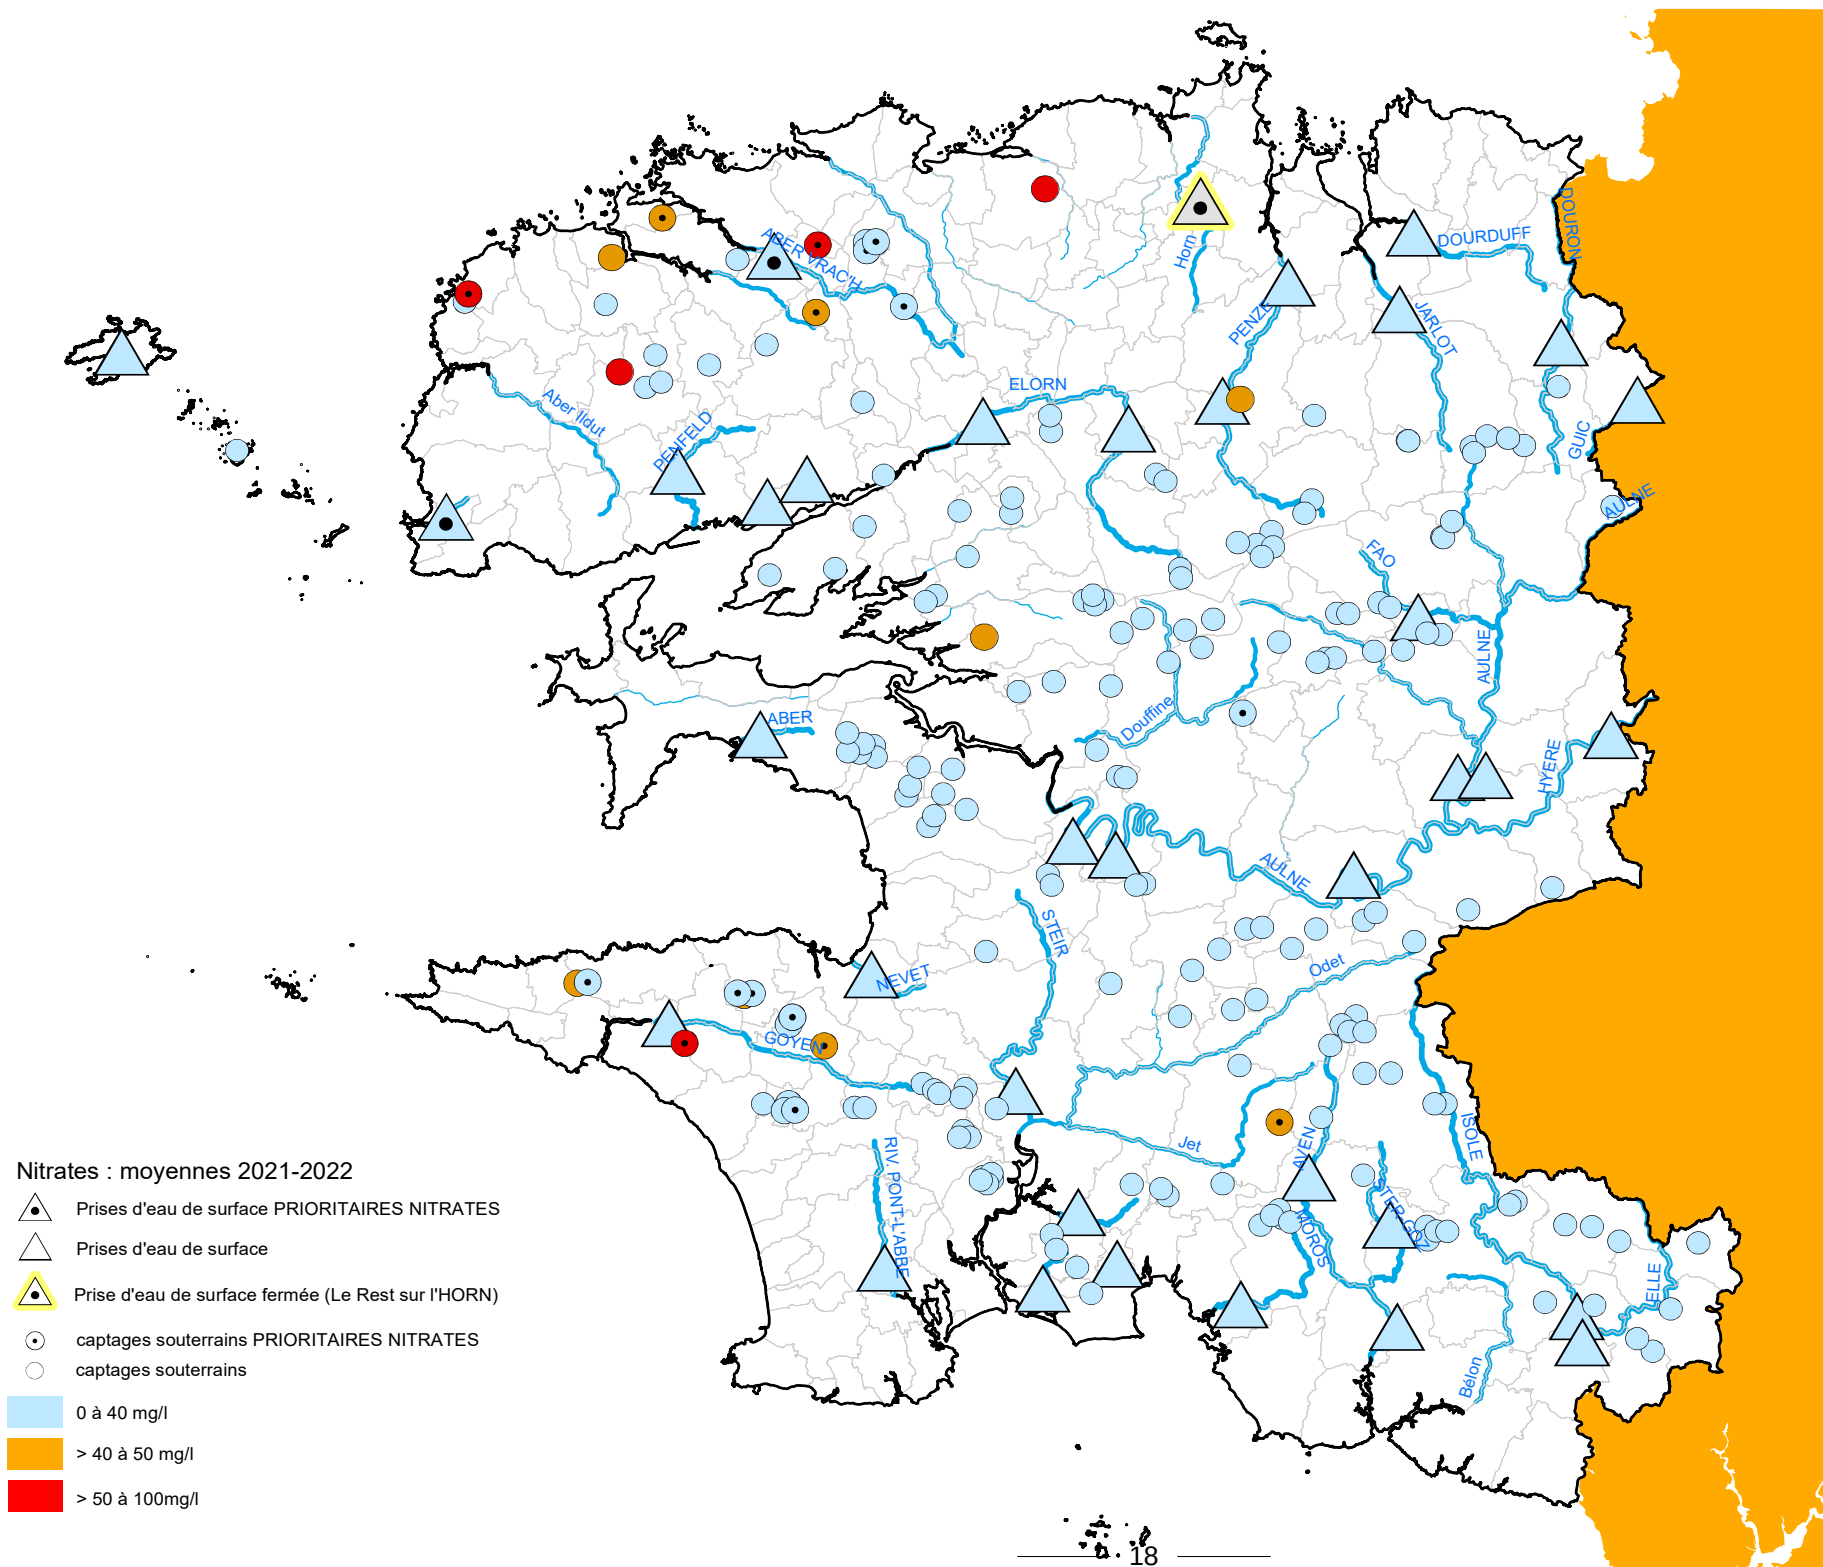 DOURON
DOURDUFF
ABER VRAC'H
Horn
PENZE
JARLOT
ELORN
Aber Ildut
PENFELD
GUIC
AULNE
FAO
AULNE
Douffine
ABER
HYERE
AULNE
STEIR
Odet
NEVET
GOYEN
Jet
AVEN
ISOLE
RIV. PONT-L'ABBE
STER GOZ
MOROS
ELLE
Bélon
Nitrates : moyennes 2021-2022
Prises d'eau de surface PRIORITAIRES NITRATES
Prises d'eau de surface
Prise d'eau de surface fermée (Le Rest sur l'HORN)
captages souterrains PRIORITAIRES NITRATES
captages souterrains
0 à 40 mg/l
> 40 à 50 mg/l
> 50 à 100mg/l
18